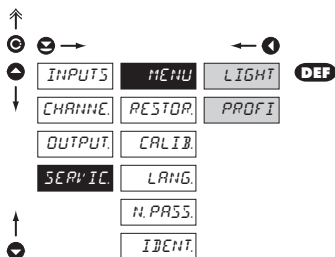 INPUTS MENU LIGHT DEF
CHANNE. RESTOR. PROFI
OUTPUT. CALIB.
SERVIC. LANG.
N. PASS.
IDENT.